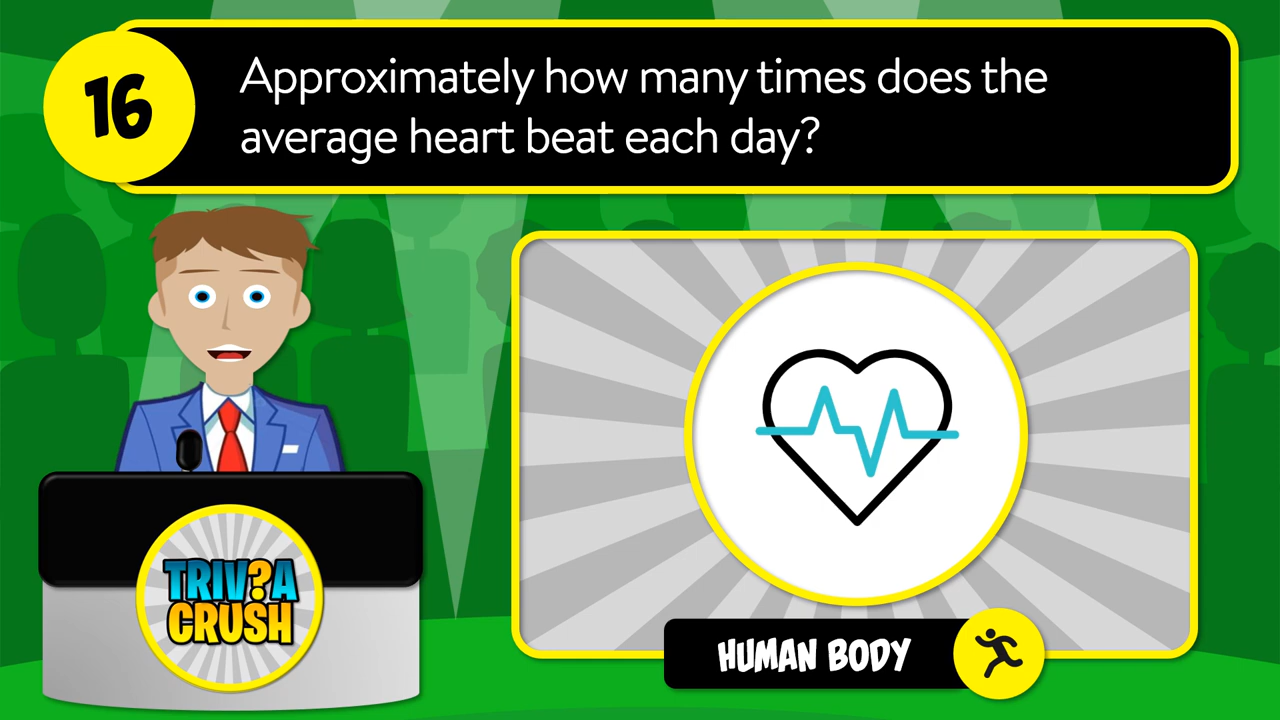 16
Approximately how many times does the
average heart beat each day?
TRIV?A
CRUSH
HUMAN BODY